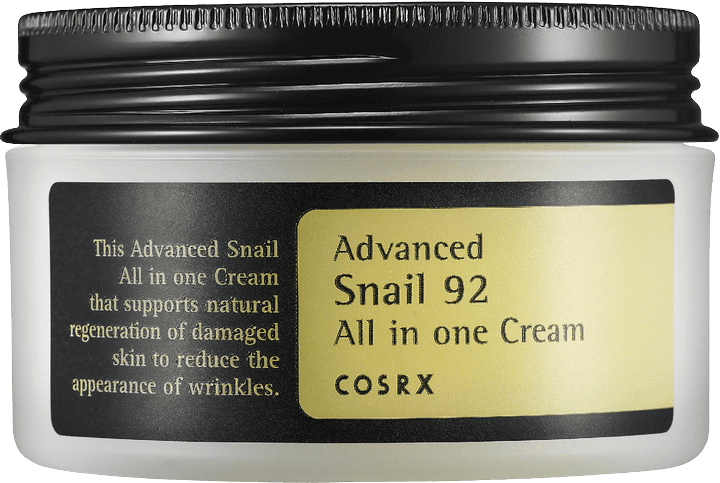 This Advanced Snail
All in one Cream
that supports natural
regeneration of damaged
skin to reduce the
appearance of wrinkles.
Advanced
Snail 92
All in one Cream
COSRX